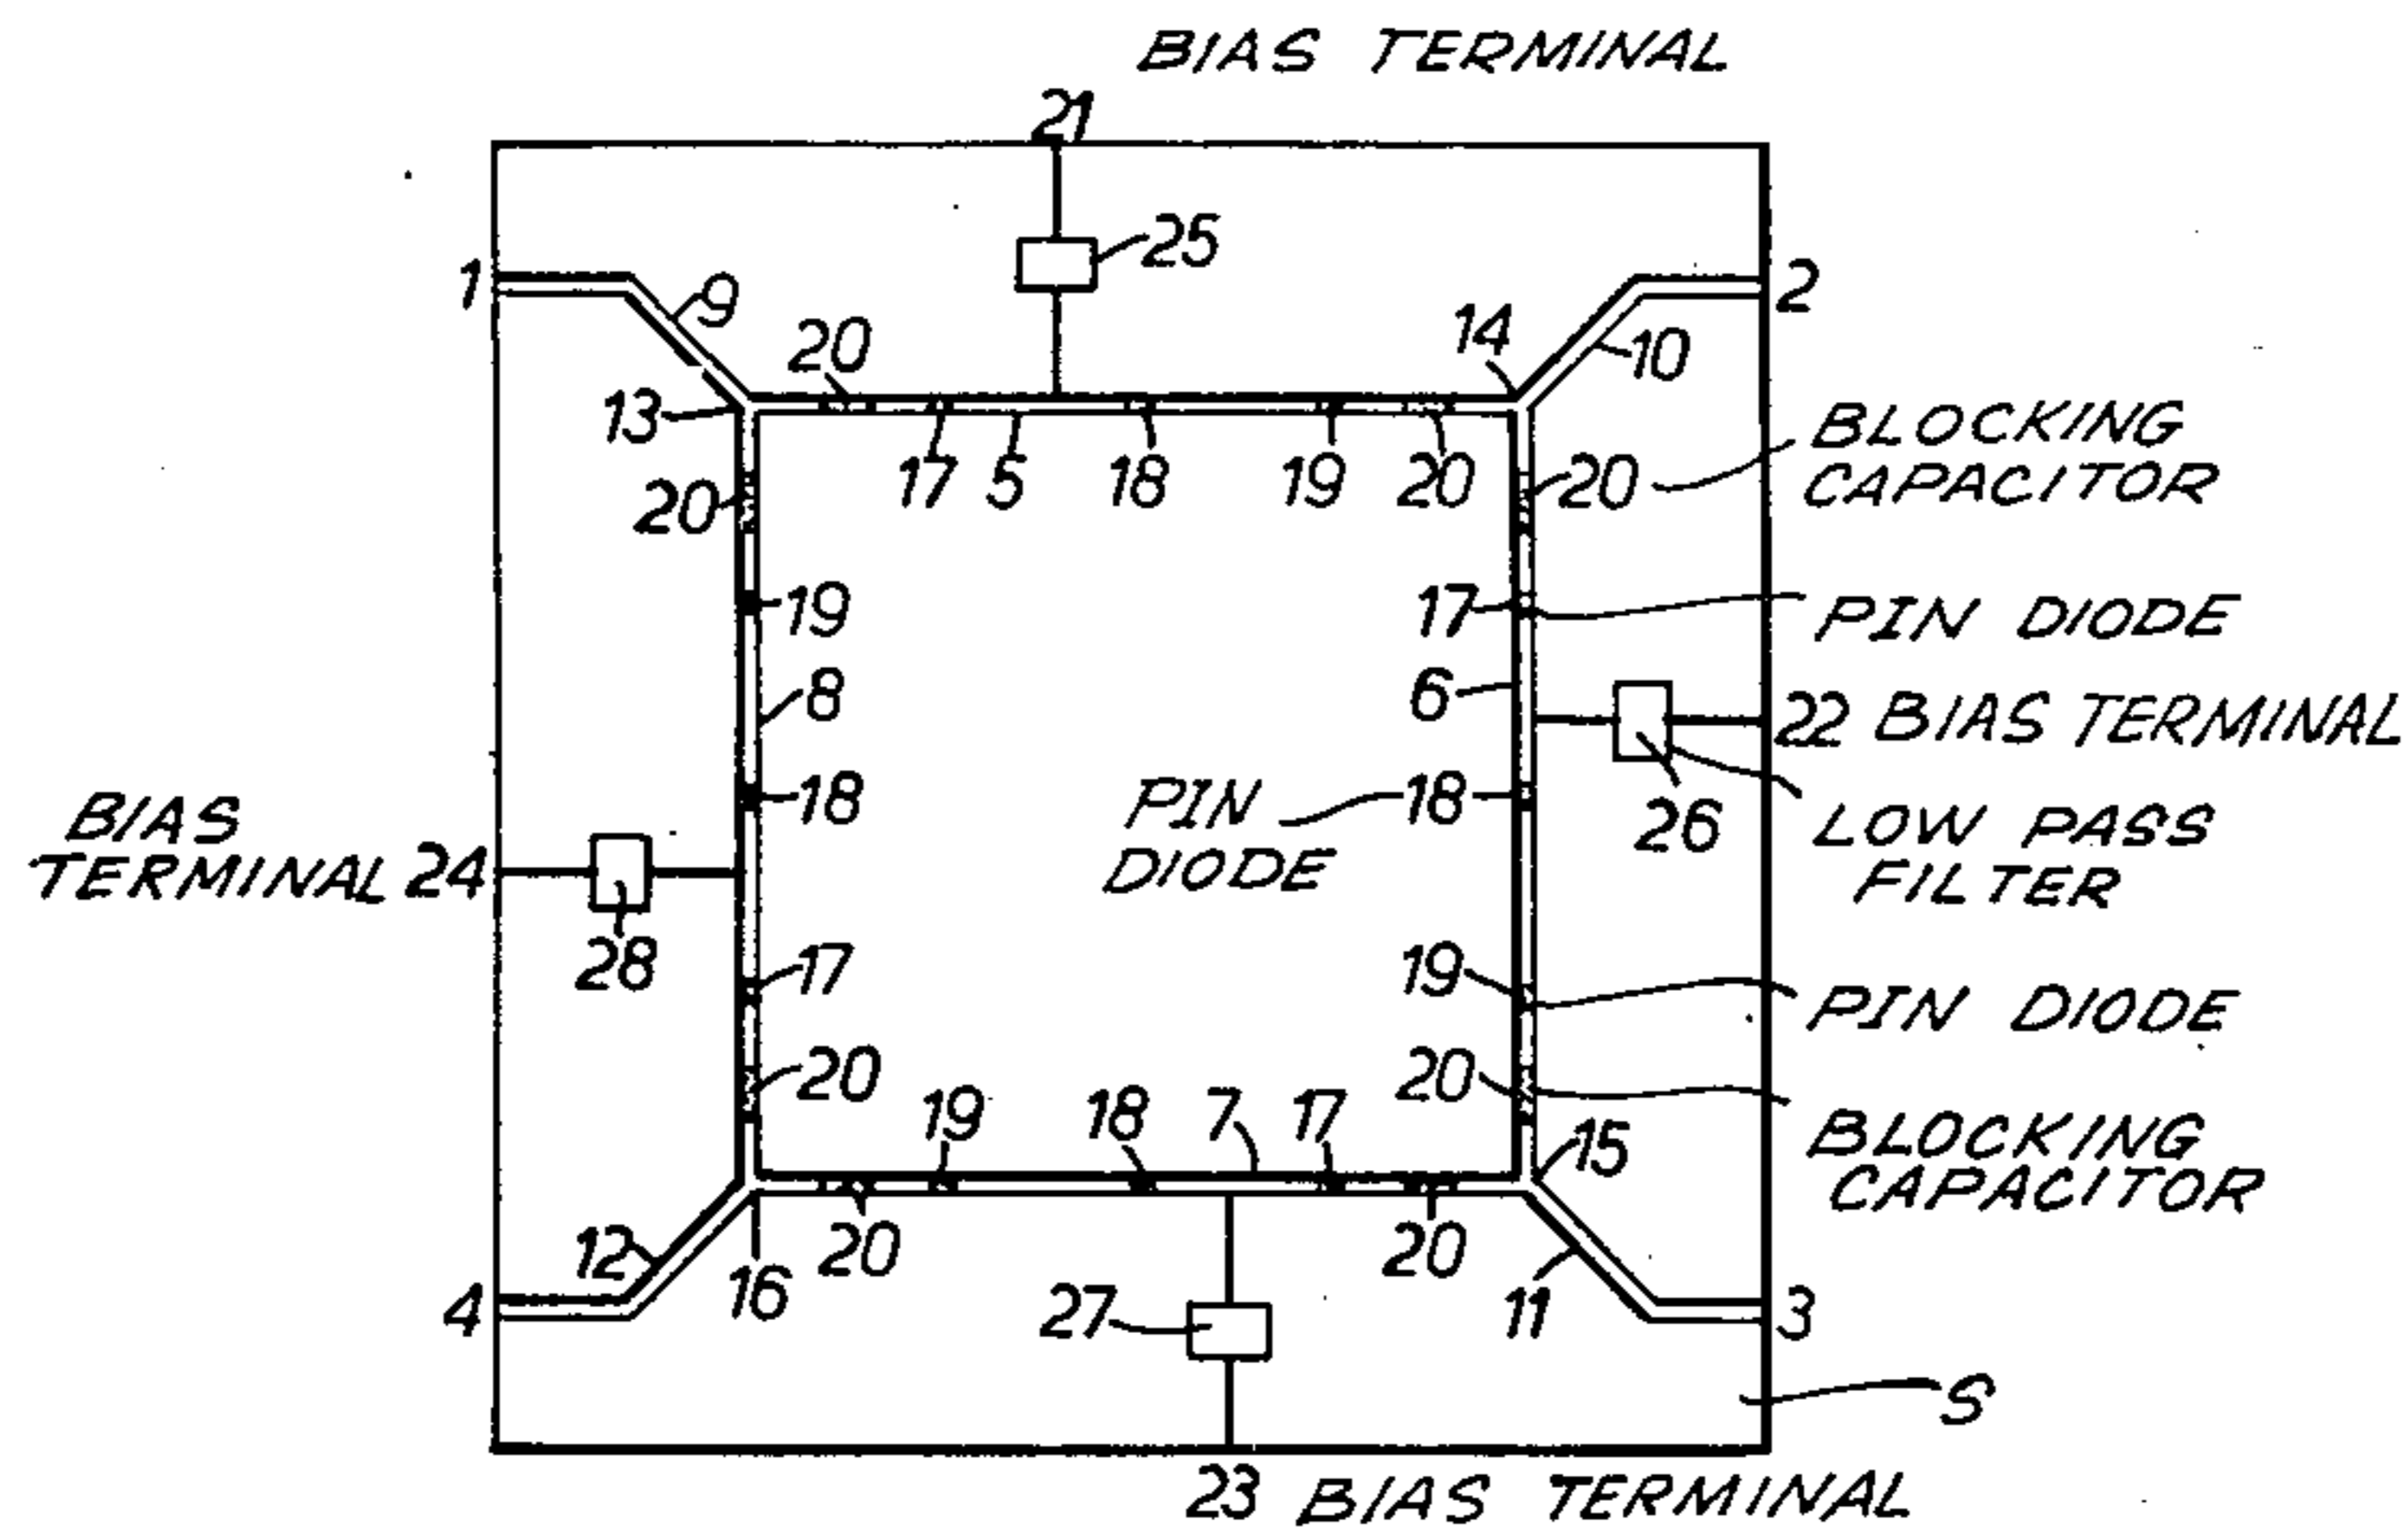 BIAS TERMINAL
21
25
1
9
2
20
14
10
13
BLOCKING
CAPACITOR
17 5 18 19 20
20
20
19
17
PIN DIODE
8
6
22 BIAS TERMINAL
18
PIN
DIODE
18
26
LOW PASS
FILTER
BIAS
TERMINAL 24
28
17
19
PIN DIODE
20
20
19 18 7 17
15
BLOCKING
CAPACITOR
12
20
20
16
4
27
11
3
S
23 BIAS TERMINAL